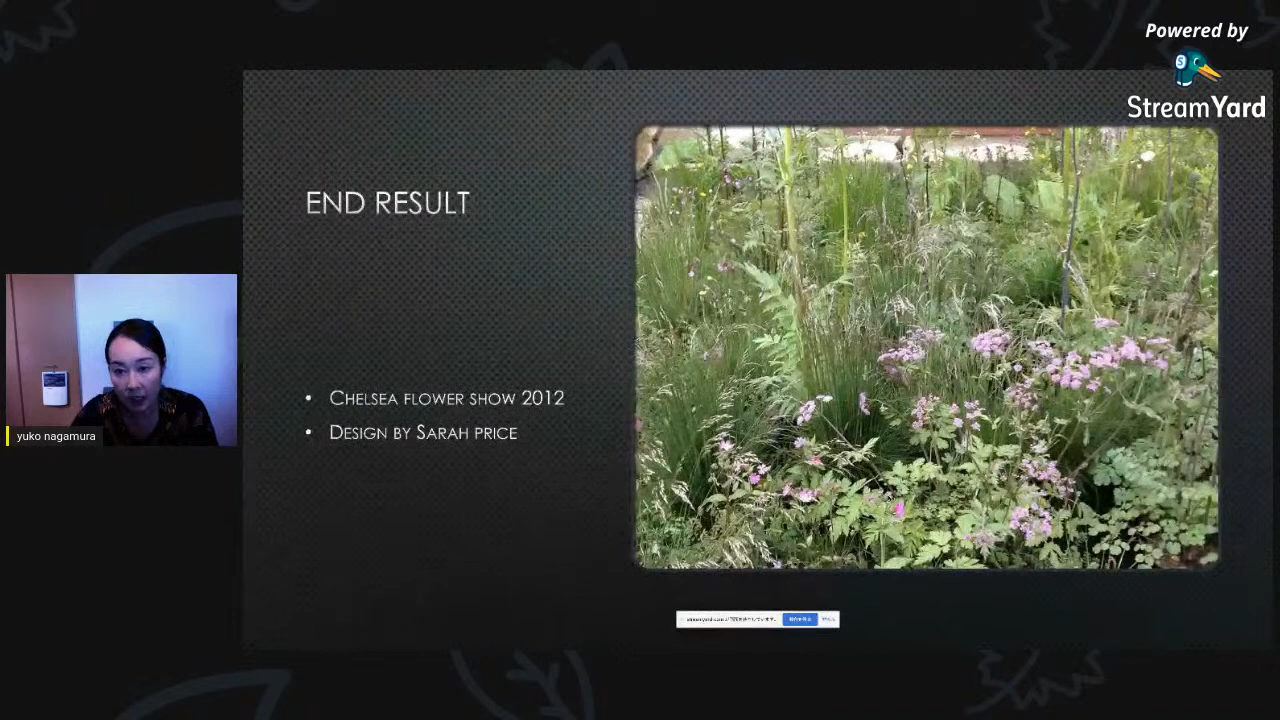 Powered by
StreamYard
END RESULT
• CHELSEA FLOWER SHOW 2012
• DESIGN BY SARAH PRICE
yuko nagamura